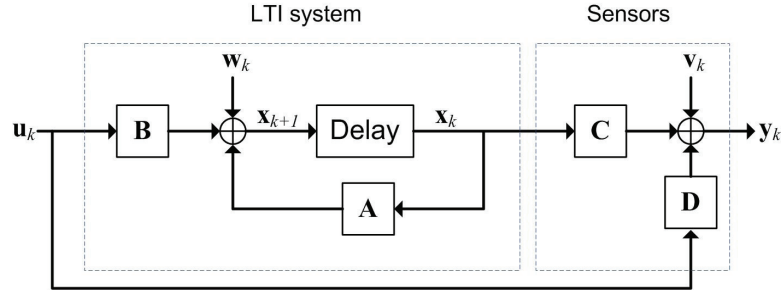 LTI system
Sensors
w_k
v_k
u_k
B
x_{k+1}
Delay
x_k
C
y_k
A
D